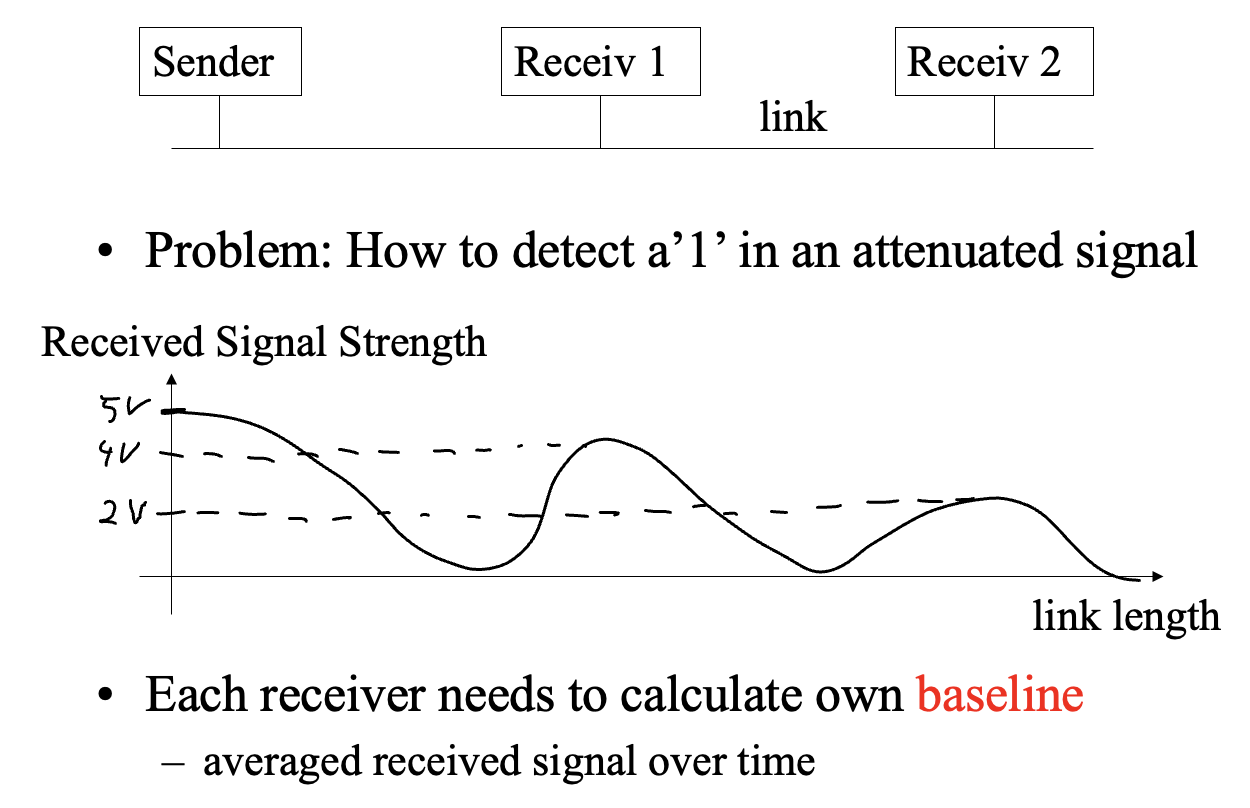 Sender
Receiv 1
Receiv 2
link
• Problem: How to detect a’1’ in an attenuated signal
Received Signal Strength
5V
4V
2V
link length
• Each receiver needs to calculate own baseline
– averaged received signal over time